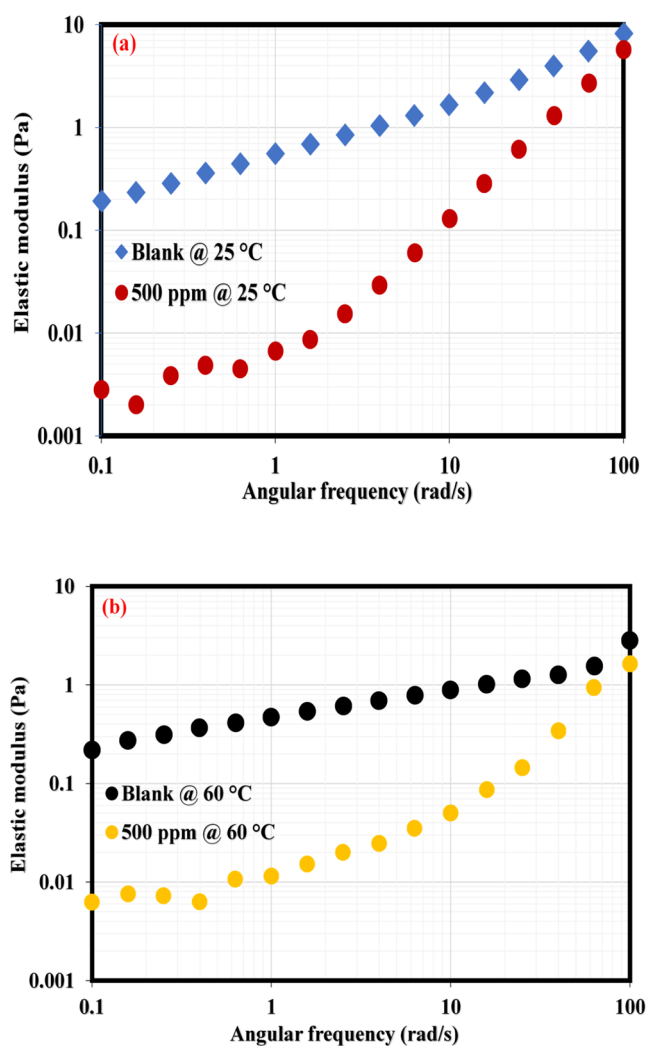 10
(a)
1
Elastic modulus (Pa)
0.1
Blank @ 25 °C
500 ppm @ 25 °C
0.01
0.001
0.1 1 10 100
Angular frequency (rad/s)
10
(b)
1
Elastic modulus (Pa)
0.1
Blank @ 60 °C
500 ppm @ 60 °C
0.01
0.001
0.1 1 10 100
Angular frequency (rad/s)